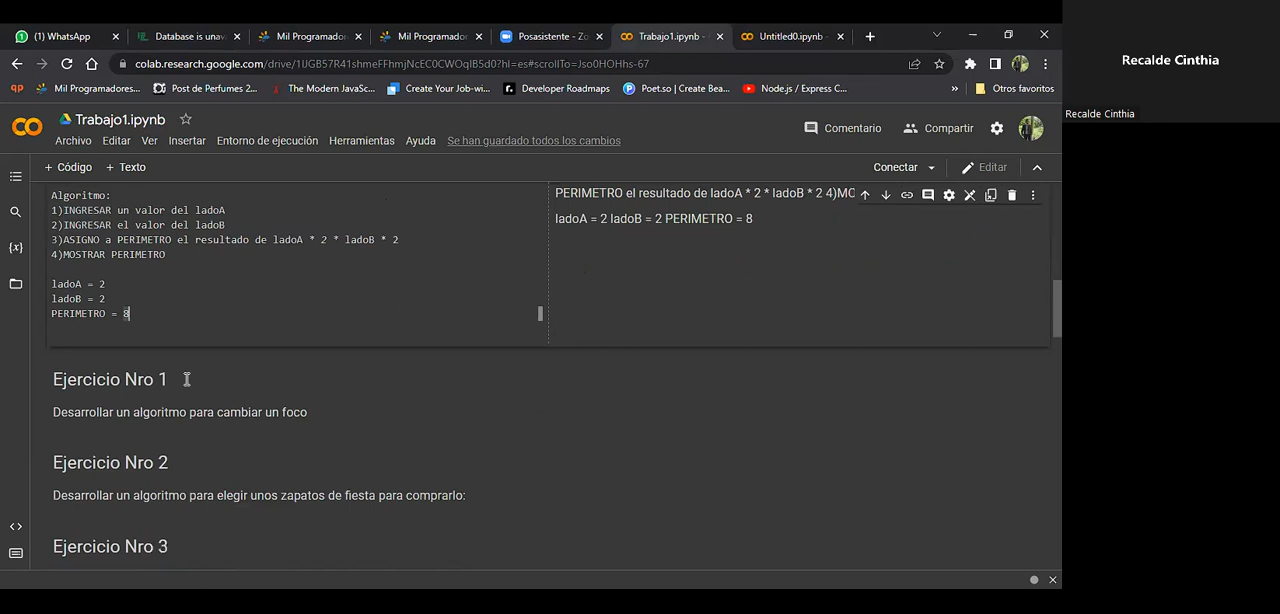 WhatsApp
Database is unava
Mil Programador
Mil Programador
Posasistente - Zo
Trabajo1.ipynb -
Untitled0.ipynb -
colab.research.google.com/drive/1IJGB57R41shmeFFhmjNcEC0CWOqlB5d0?hl=es#scrollTo=Jso0HOHhs-67
Mil Programadores...
Post de Perfumes 2...
The Modern JavaSc...
Create Your Job-wi...
Developer Roadmaps
Poet.so | Create Bea...
Node.js / Express C...
»
Otros favoritos
Trabajo1.ipynb
Comentario
Compartir
Archivo Editar Ver Insertar Entorno de ejecución Herramientas Ayuda Se han guardado todos los cambios
+ Código + Texto
Conectar
Editar
Algoritmo:
1)INGRESAR un valor del ladoA
2)INGRESAR el valor del ladoB
3)ASIGNO a PERIMETRO el resultado de ladoA * 2 * ladoB * 2
4)MOSTRAR PERIMETRO
ladoA = 2
ladoB = 2
PERIMETRO = 8
PERIMETRO el resultado de ladoA * 2 * ladoB * 2 4)MO
ladoA = 2 ladoB = 2 PERIMETRO = 8
Ejercicio Nro 1
Desarrollar un algoritmo para cambiar un foco
Ejercicio Nro 2
Desarrollar un algoritmo para elegir unos zapatos de fiesta para comprarlo:
Ejercicio Nro 3
Recalde Cinthia
Recalde Cinthia